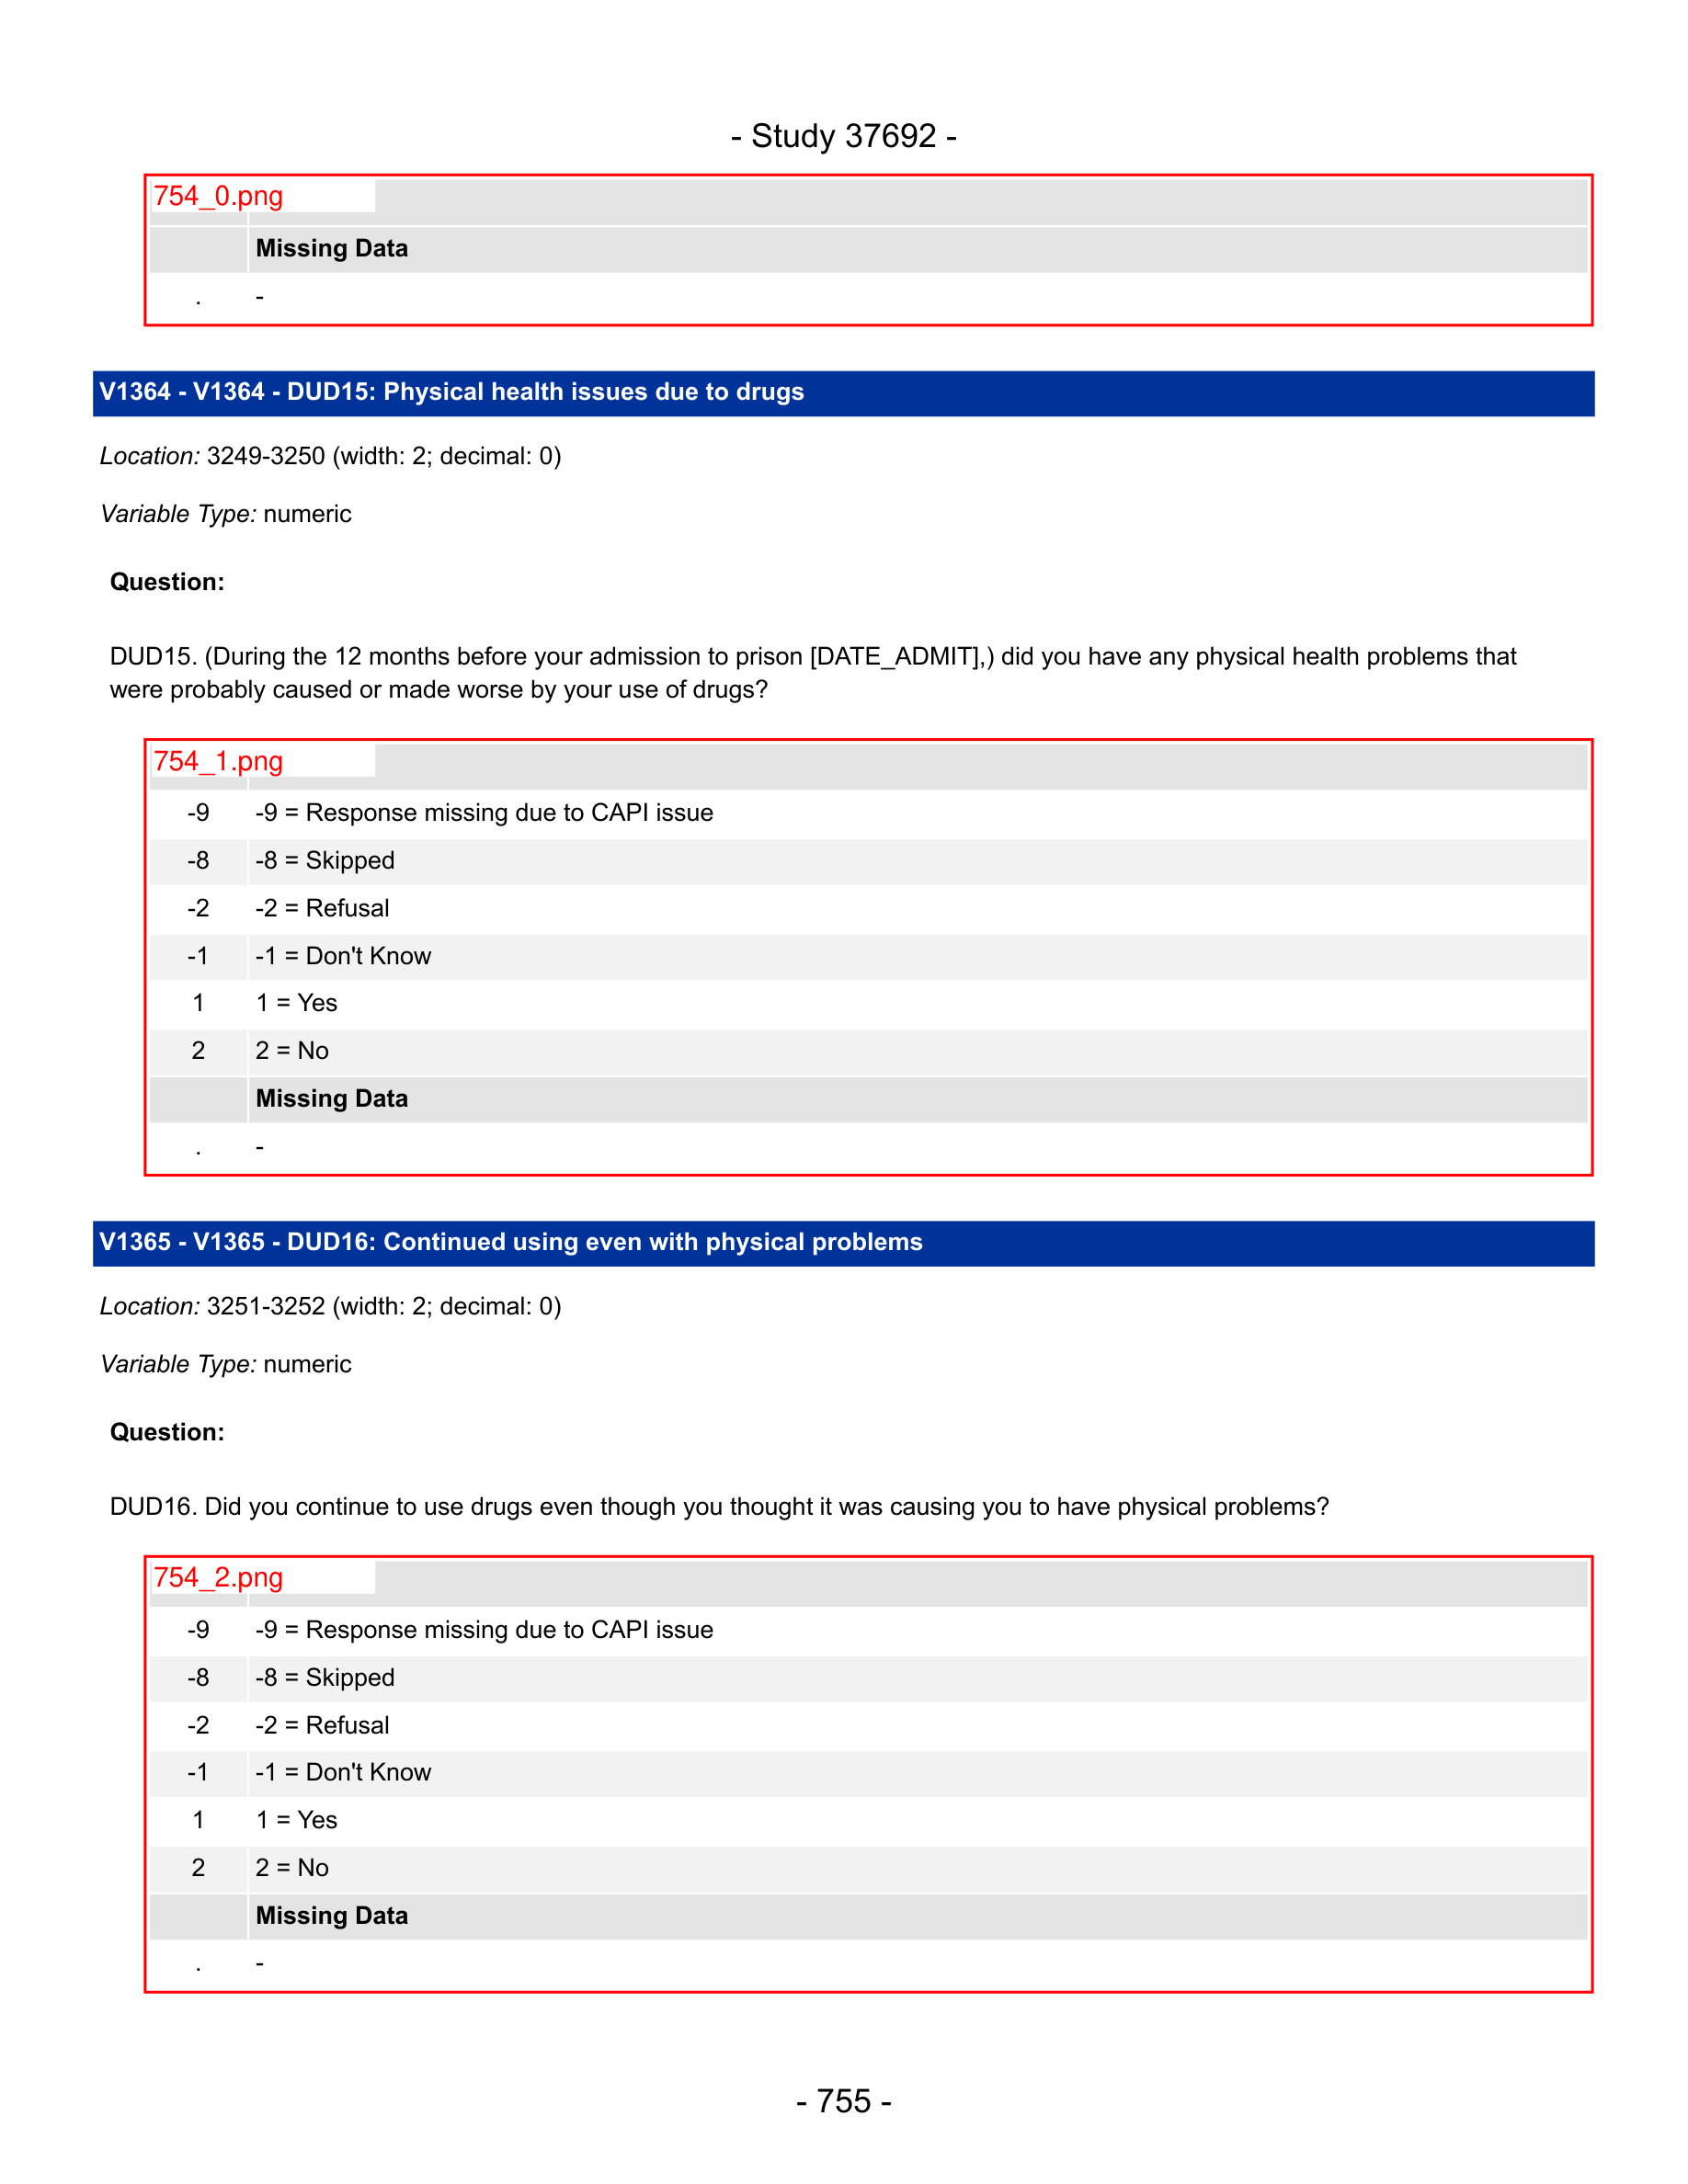 - Study 37692 -
754_0.png
Missing Data
. -
V1364 - V1364 - DUD15: Physical health issues due to drugs
Location: 3249-3250 (width: 2; decimal: 0)
Variable Type: numeric
Question:
DUD15. (During the 12 months before your admission to prison [DATE_ADMIT],) did you have any physical health problems that
were probably caused or made worse by your use of drugs?
754_1.png
-9 -9 = Response missing due to CAPI issue
-8 -8 = Skipped
-2 -2 = Refusal
-1 -1 = Don't Know
1 1 = Yes
2 2 = No
Missing Data
. -
V1365 - V1365 - DUD16: Continued using even with physical problems
Location: 3251-3252 (width: 2; decimal: 0)
Variable Type: numeric
Question:
DUD16. Did you continue to use drugs even though you thought it was causing you to have physical problems?
754_2.png
-9 -9 = Response missing due to CAPI issue
-8 -8 = Skipped
-2 -2 = Refusal
-1 -1 = Don't Know
1 1 = Yes
2 2 = No
Missing Data
. -
- 755 -